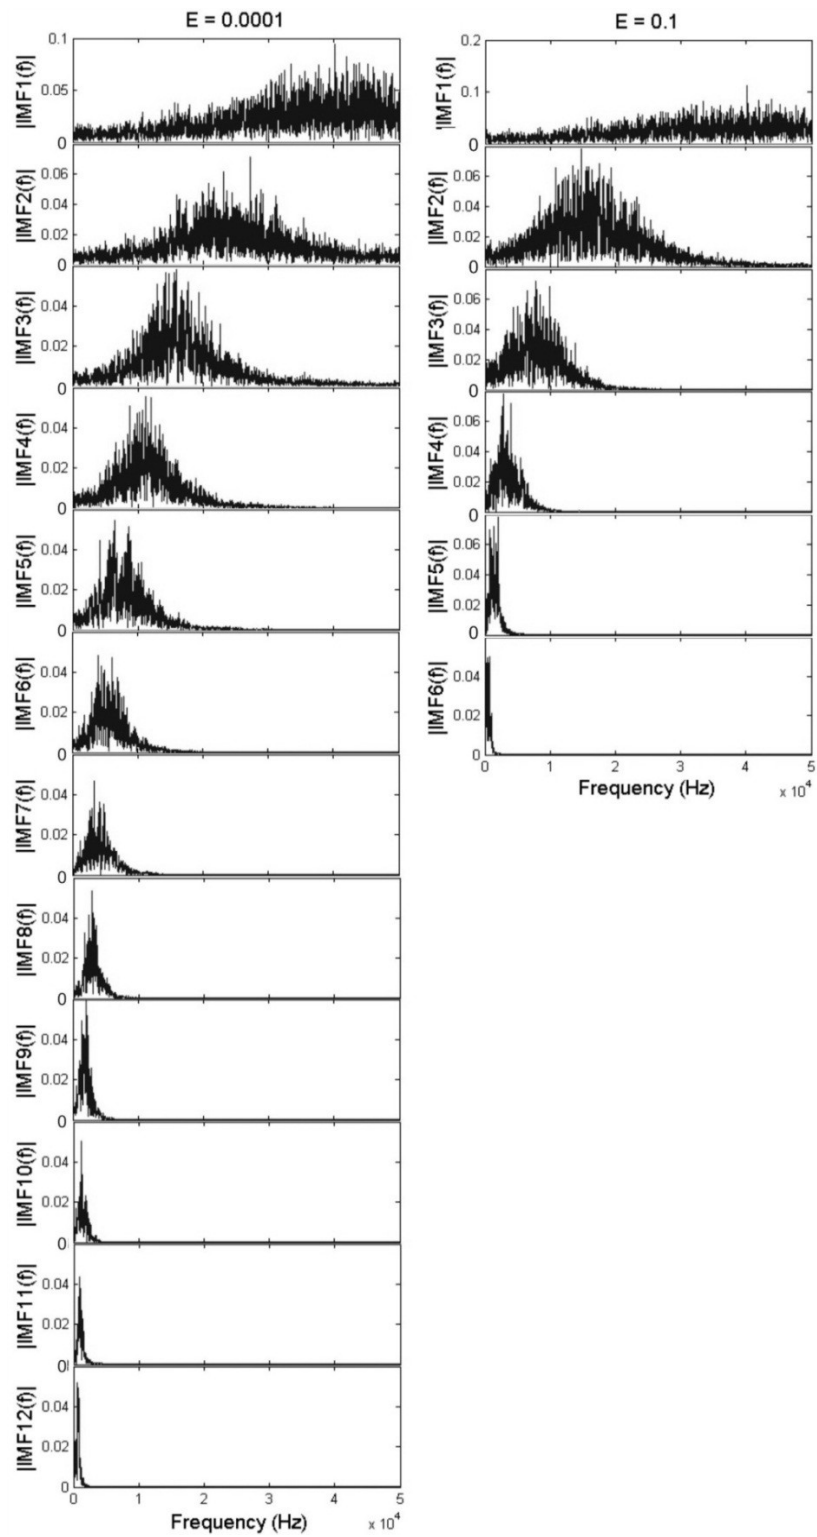 E = 0.0001
0.1
0.05
0
|IMF1(f)|
0.06
0.04
0.02
0
|IMF2(f)|
0.04
0.02
0
|IMF3(f)|
0.04
0.02
0
|IMF4(f)|
0.04
0.02
0
|IMF5(f)|
0.04
0.02
0
|IMF6(f)|
0.04
0.02
0
|IMF7(f)|
0.04
0.02
0
|IMF8(f)|
0.04
0.02
0
|IMF9(f)|
0.04
0.02
0
|IMF10(f)|
0.04
0.02
0
|IMF11(f)|
0.04
0.02
0
|IMF12(f)|
0 1 2 3 4 5
Frequency (Hz) x 10^4
E = 0.1
0.2
0.1
0
|IMF1(f)|
0.06
0.04
0.02
0
|IMF2(f)|
0.06
0.04
0.02
0
|IMF3(f)|
0.06
0.04
0.02
0
|IMF4(f)|
0.06
0.04
0.02
0
|IMF5(f)|
0.04
0.02
0
|IMF6(f)|
0 1 2 3 4 5
Frequency (Hz) x 10^4